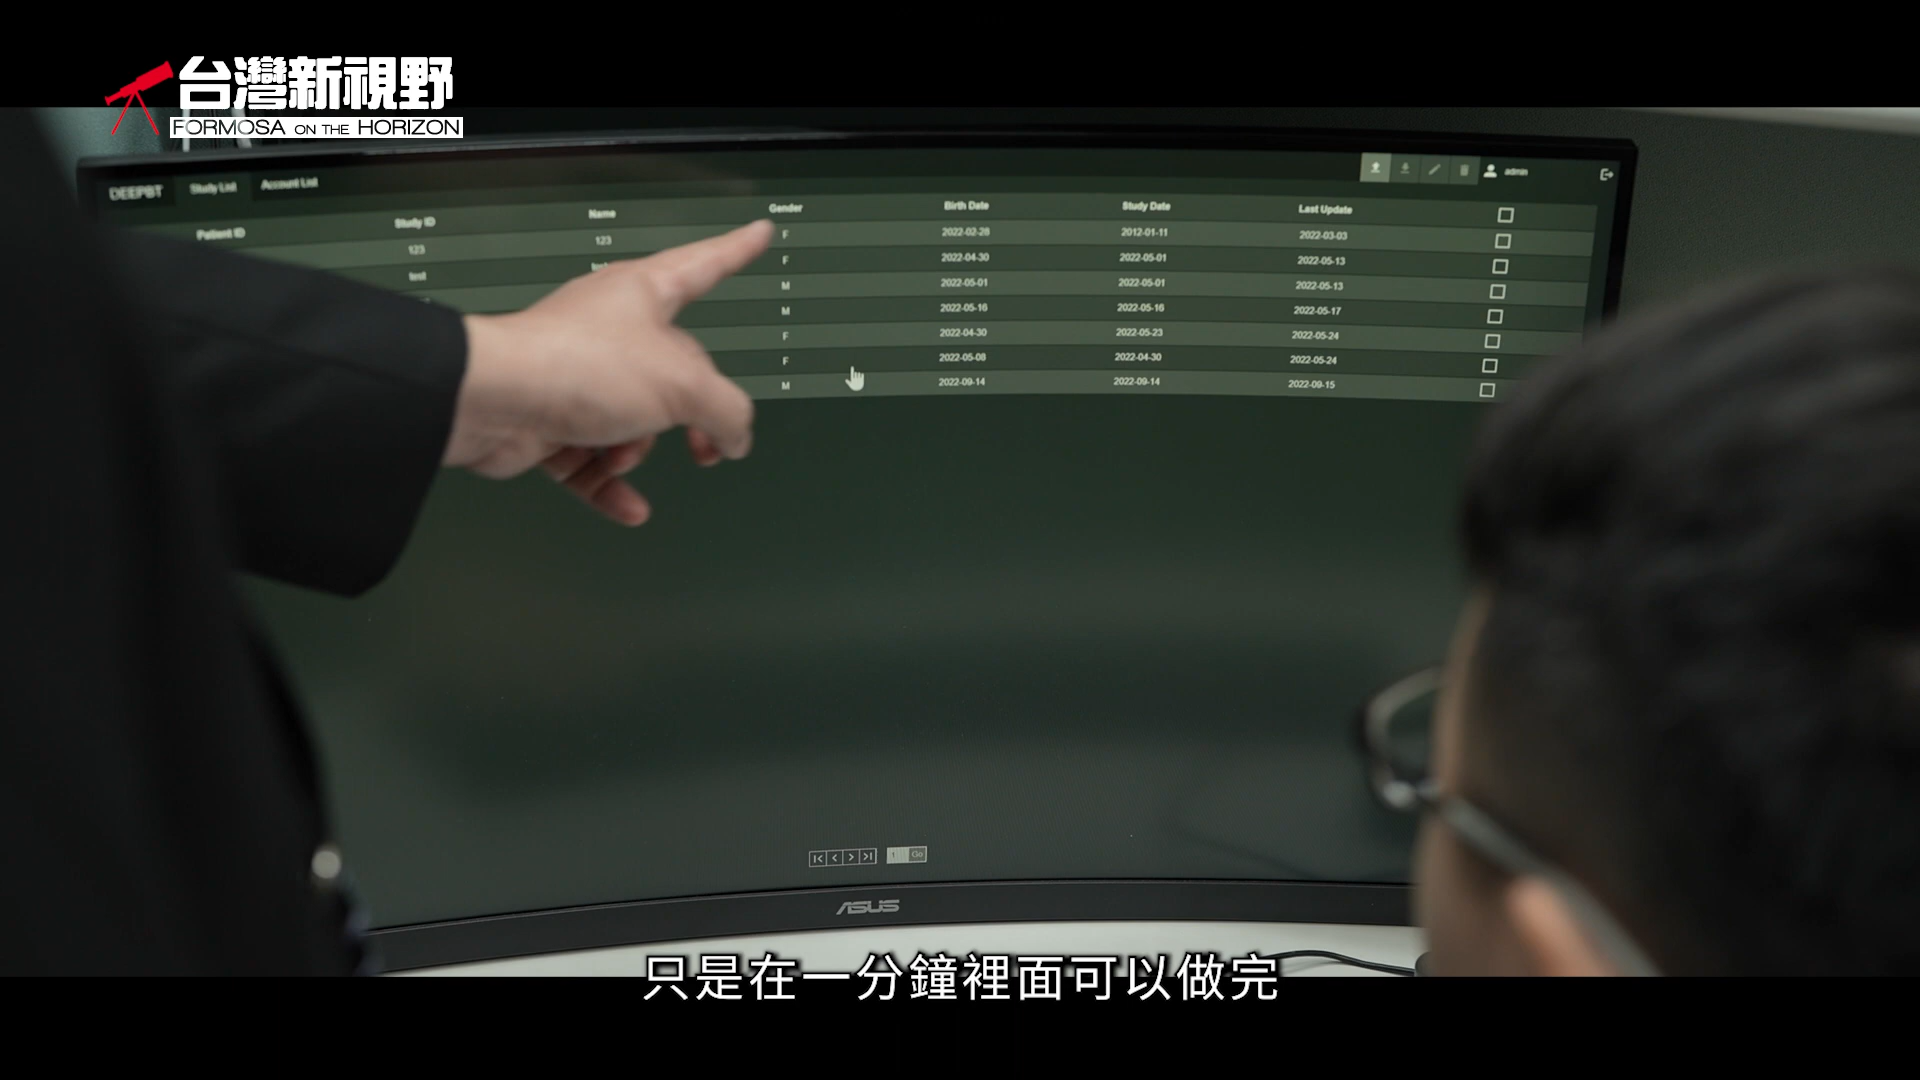 台灣新視野
FORMOSA ON THE HORIZON
DEEPBT Study List Account List admin
Patient ID Study ID Name Gender Birth Date Study Date Last Update
123 123 F 2022-02-28 2012-01-11 2022-03-03
test F 2022-04-30 2022-05-01 2022-05-13
M 2022-05-01 2022-05-01 2022-05-13
M 2022-05-16 2022-05-16 2022-05-17
F 2022-04-30 2022-05-23 2022-05-24
F 2022-05-08 2022-04-30 2022-05-24
M 2022-09-14 2022-09-14 2022-09-15
1 Go
ASUS
只是在一分鐘裡面可以做完